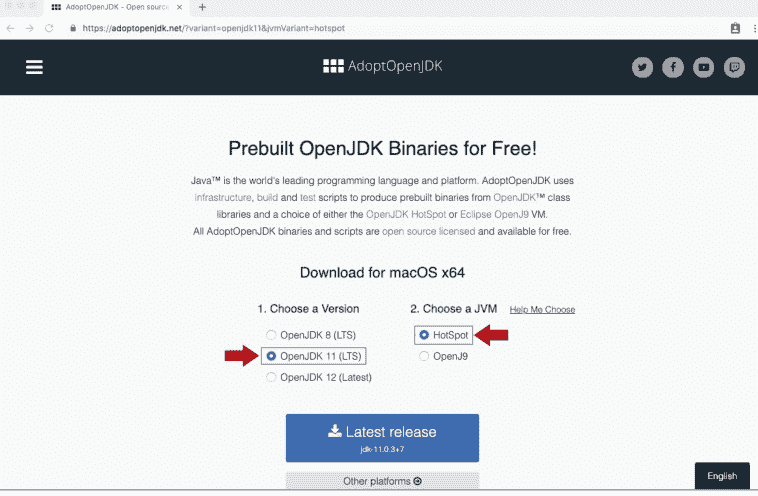 AdoptOpenJDK - Open source
https://adoptopenjdk.net/?variant=openjdk11&jvmVariant=hotspot
AdoptOpenJDK
Prebuilt OpenJDK Binaries for Free!
Java™ is the world's leading programming language and platform. AdoptOpenJDK uses
infrastructure, build and test scripts to produce prebuilt binaries from OpenJDK™ class
libraries and a choice of either the OpenJDK HotSpot or Eclipse OpenJ9 VM.
All AdoptOpenJDK binaries and scripts are open source licensed and available for free.
Download for macOS x64
1. Choose a Version
OpenJDK 8 (LTS)
OpenJDK 11 (LTS)
OpenJDK 12 (Latest)
2. Choose a JVM Help Me Choose
HotSpot
OpenJ9
Latest release
jdk-11.0.3+7
Other platforms
English